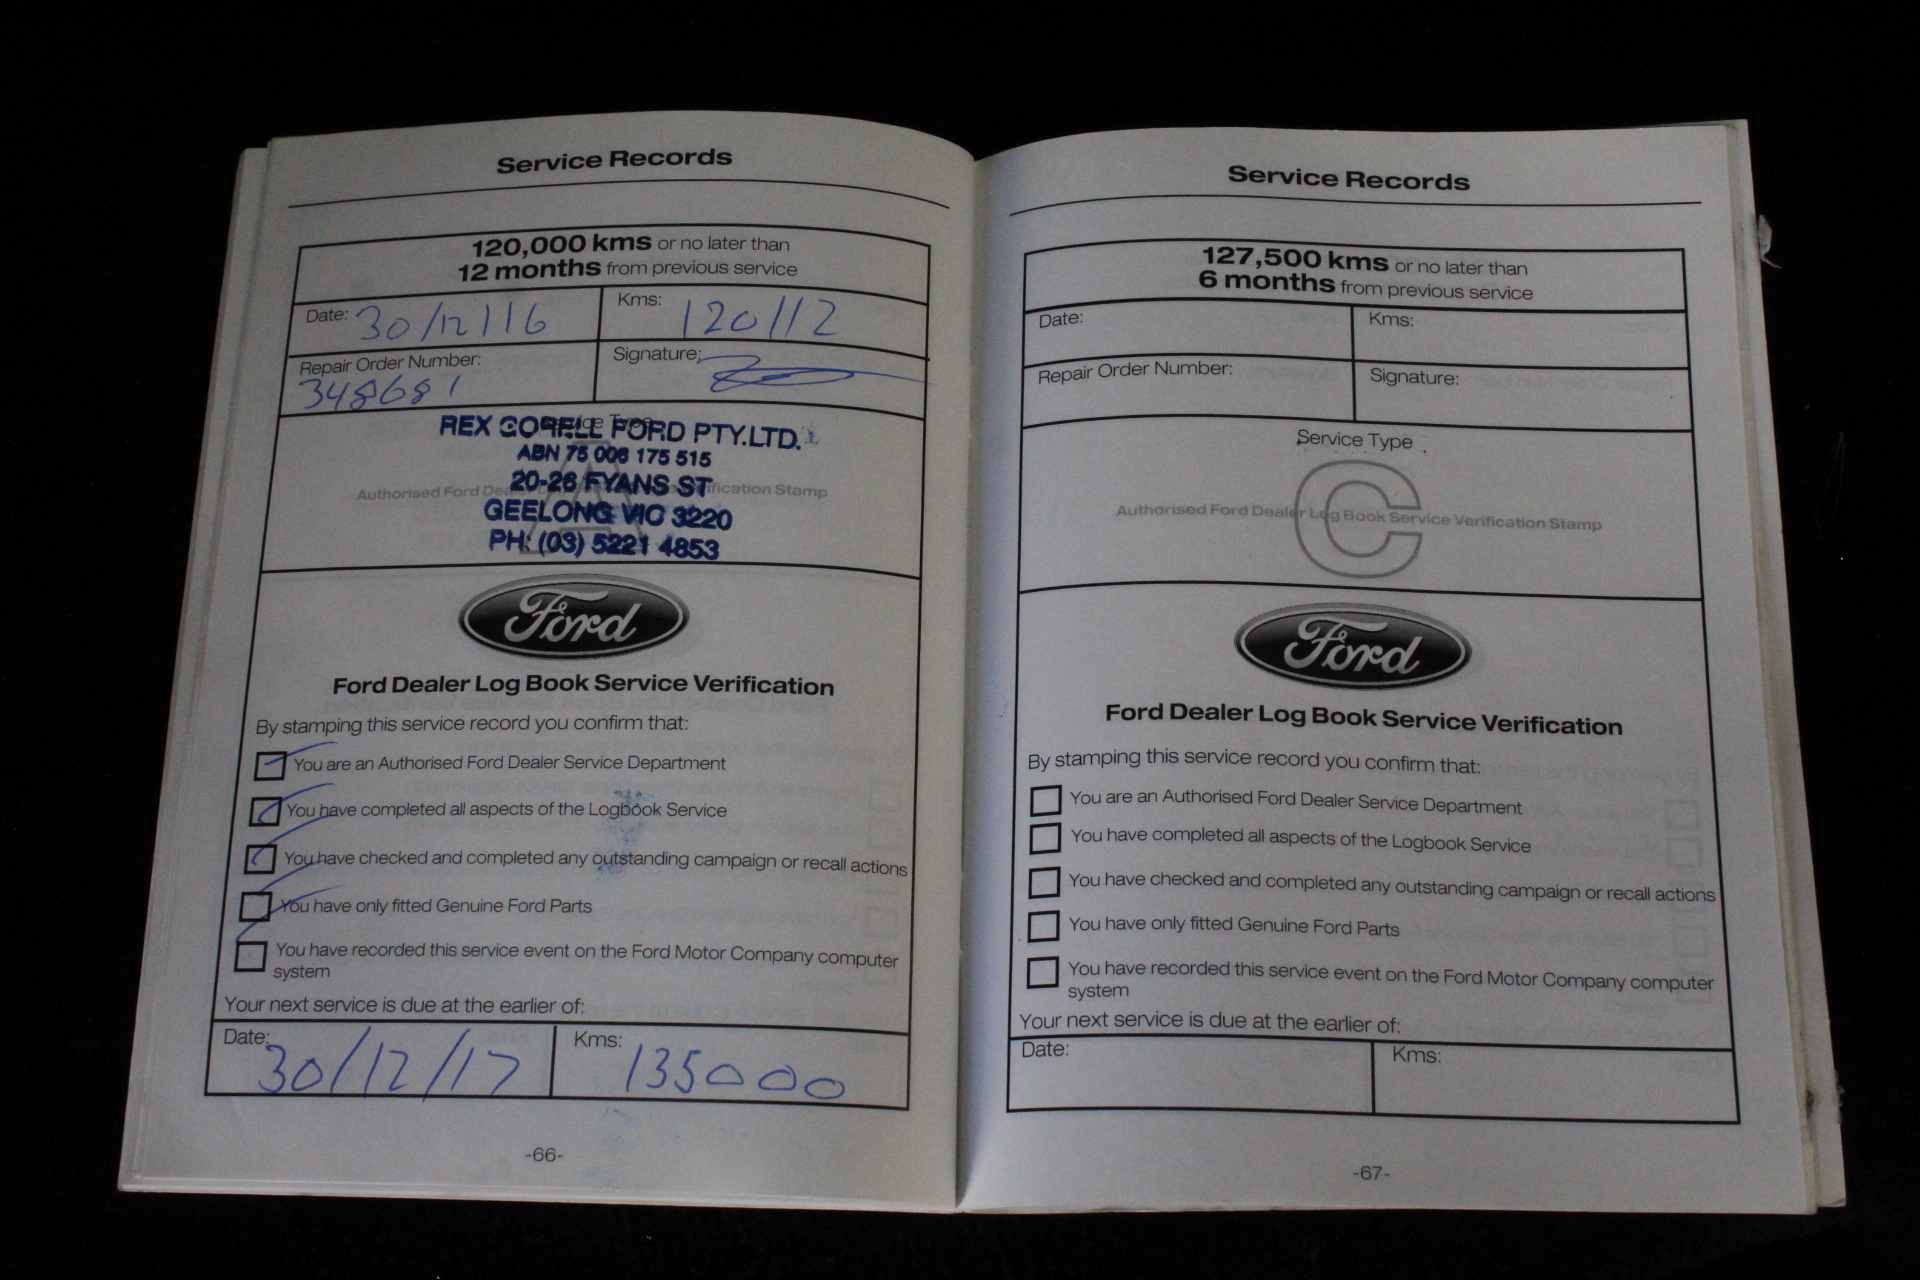 Service Records
120,000 kms or no later than
12 months from previous service
Date: 30/12/16 Kms: 120112
Repair Order Number: Signature:
348681
Service Type
REX GORELL FORD PTY.LTD.
ABN 75 006 175 515
Authorised Ford Dealer Verification Stamp
20-26 FYANS ST
GEELONG VIC 3220
PH: (03) 5221 4853
A
Ford
Ford Dealer Log Book Service Verification
By stamping this service record you confirm that:
You are an Authorised Ford Dealer Service Department
You have completed all aspects of the Logbook Service
You have checked and completed any outstanding campaign or recall actions
You have only fitted Genuine Ford Parts
You have recorded this service event on the Ford Motor Company computer
system
Your next service is due at the earlier of:
Date: 30/12/17 Kms: 135000
-66-
Service Records
127,500 kms or no later than
6 months from previous service
Date: Kms:
Repair Order Number: Signature:
Service Type
C
Authorised Ford Dealer Log Book Service Verification Stamp
Ford
Ford Dealer Log Book Service Verification
By stamping this service record you confirm that:
You are an Authorised Ford Dealer Service Department
You have completed all aspects of the Logbook Service
You have checked and completed any outstanding campaign or recall actions
You have only fitted Genuine Ford Parts
You have recorded this service event on the Ford Motor Company computer
system
Your next service is due at the earlier of:
Date: Kms:
-67-